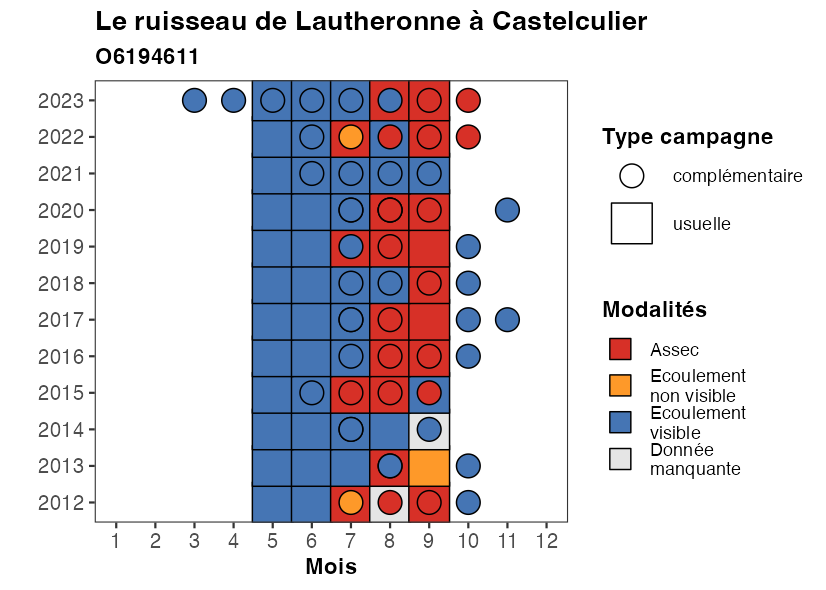 Le ruisseau de Lautheronne à Castelculier
O6194611
2023
2022
2021
2020
2019
2018
2017
2016
2015
2014
2013
2012
1 2 3 4 5 6 7 8 9 10 11 12
Mois
Type campagne
complémentaire
usuelle
Modalités
Assec
Ecoulement
non visible
Ecoulement
visible
Donnée
manquante